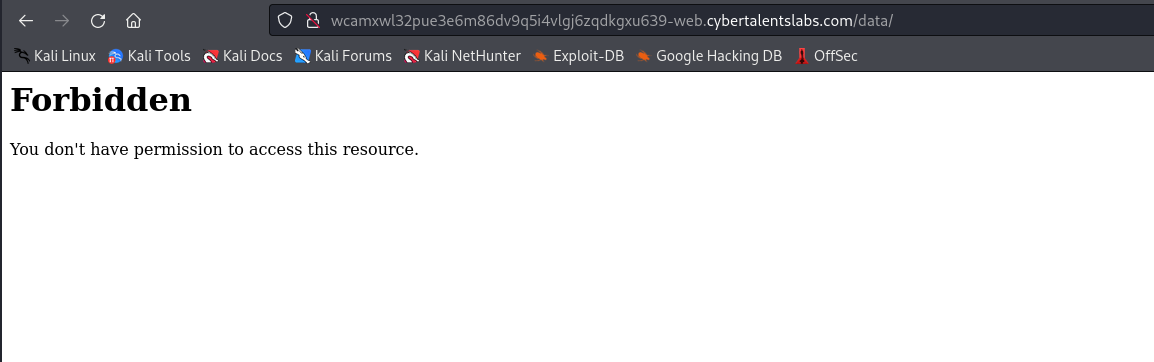 wcamxwl32pue3e6m86dv9q5i4vlgj6zqdkgxu639-web.cybertalentslabs.com/data/
Kali Linux Kali Tools Kali Docs Kali Forums Kali NetHunter Exploit-DB Google Hacking DB OffSec
Forbidden
You don't have permission to access this resource.